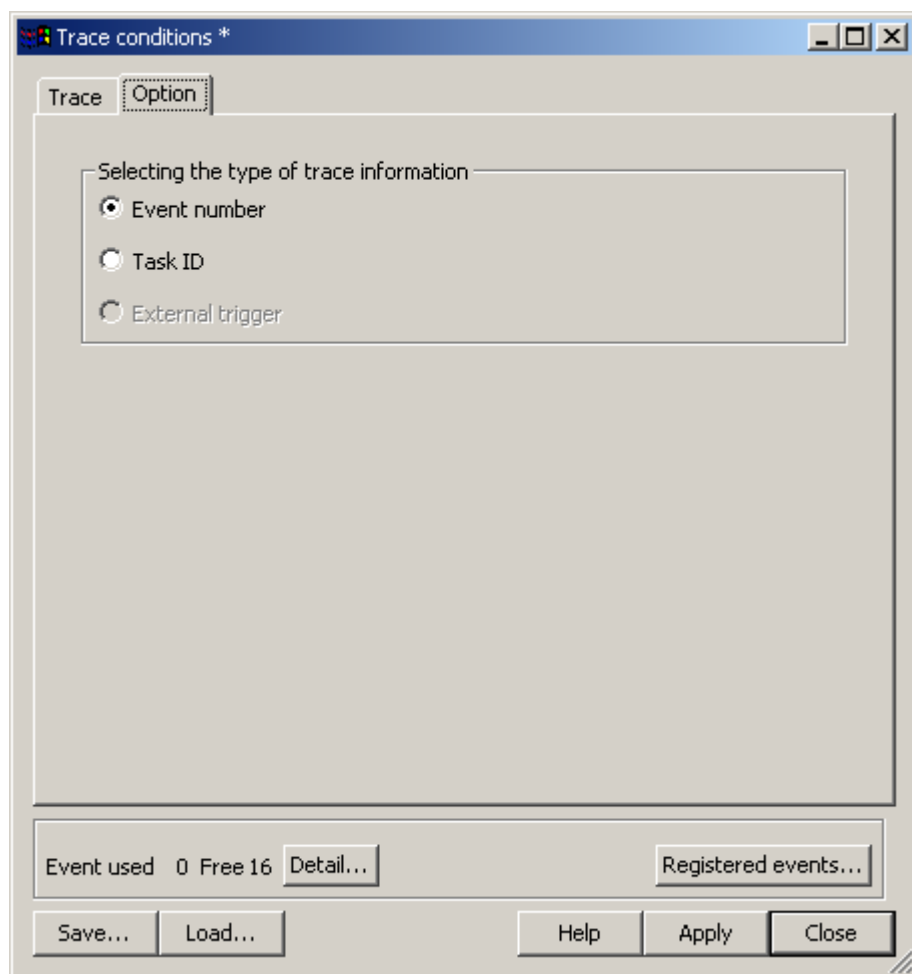 Trace conditions *
Trace Option
Selecting the type of trace information
Event number
Task ID
External trigger
Event used 0 Free 16 Detail... Registered events...
Save... Load... Help Apply Close